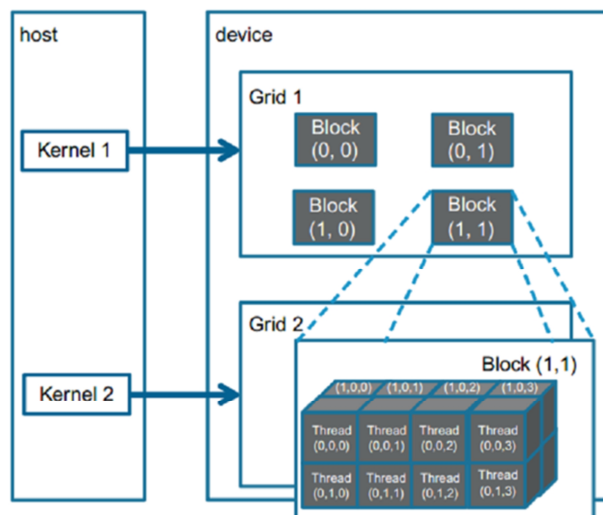 host
device
Grid 1
Block
(0, 0)
Block
(0, 1)
Kernel 1
Block
(1, 0)
Block
(1, 1)
Grid 2
Block (1,1)
Kernel 2
(1,0,0)
(1,0,1)
(1,0,2)
(1,0,3)
Thread
(0,0,0)
Thread
(0,0,1)
Thread
(0,0,2)
Thread
(0,0,3)
Thread
(0,1,0)
Thread
(0,1,1)
Thread
(0,1,2)
Thread
(0,1,3)